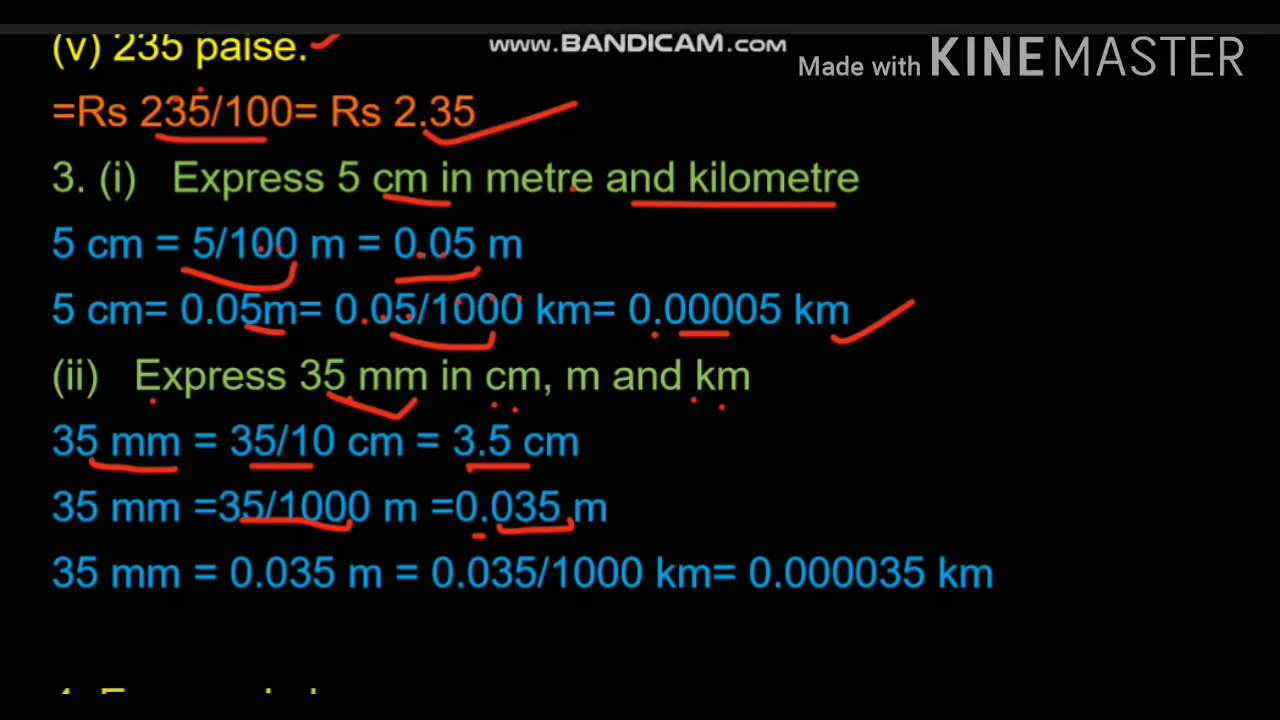 (v) 235 paise.
www.BANDICAM.com
Made with KINEMASTER
=Rs 235/100= Rs 2.35
3. (i) Express 5 cm in metre and kilometre
5 cm = 5/100 m = 0.05 m
5 cm= 0.05m= 0.05/1000 km= 0.00005 km
(ii) Express 35 mm in cm, m and km
35 mm = 35/10 cm = 3.5 cm
35 mm =35/1000 m =0.035 m
35 mm = 0.035 m = 0.035/1000 km= 0.000035 km